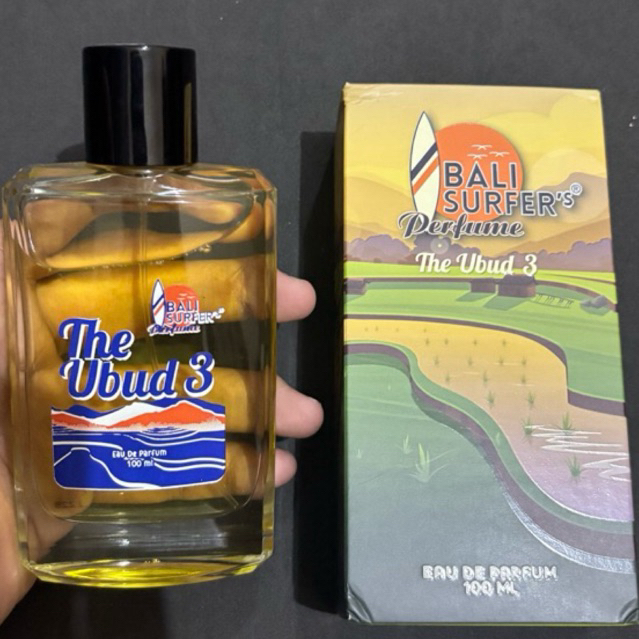 BALI
SURFER's
Perfume
The
Ubud 3
Eau De Parfum
100 ml
BALI
SURFER's®
Perfume
The Ubud 3
EAU DE PARFUM
100 ML